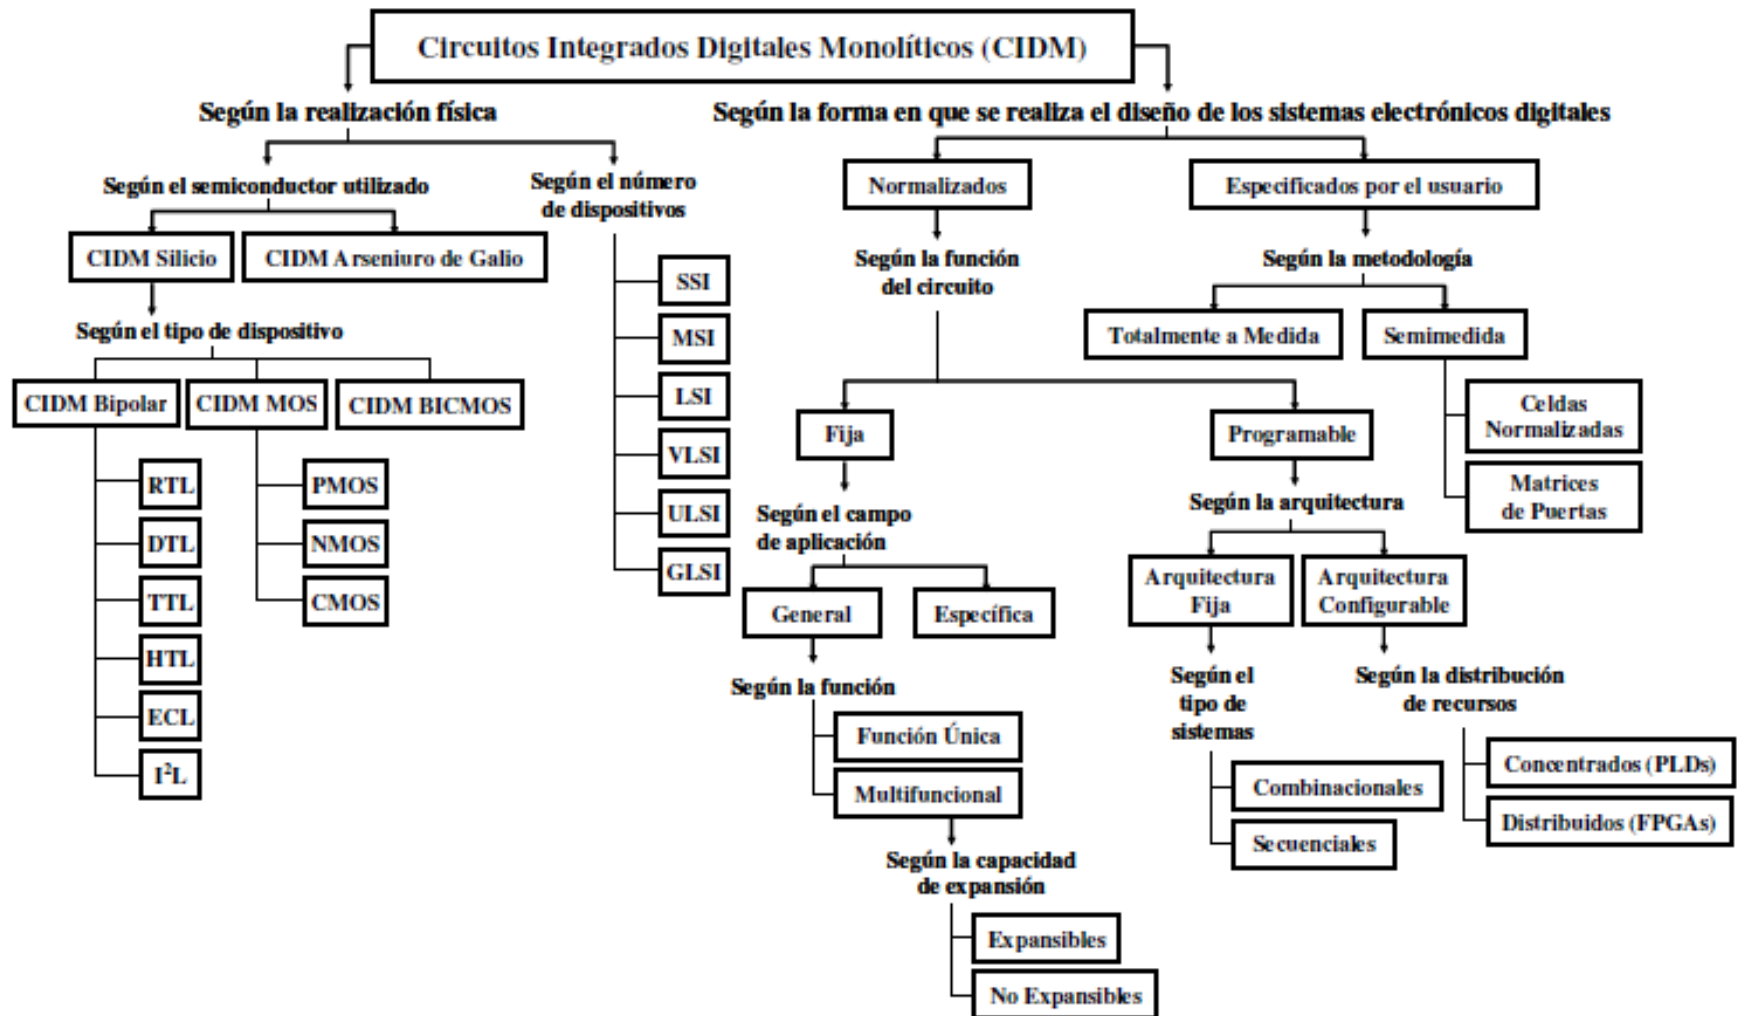 Circuitos Integrados Digitales Monolíticos (CIDM)
Según la realización física
Según el semiconductor utilizado
CIDM Silicio
CIDM Arseniuro de Galio
Según el tipo de dispositivo
CIDM Bipolar
CIDM MOS
CIDM BICMOS
RTL
DTL
TTL
HTL
ECL
I²L
PMOS
NMOS
CMOS
Según el número
de dispositivos
SSI
MSI
LSI
VLSI
ULSI
GLSI
Según la forma en que se realiza el diseño de los sistemas electrónicos digitales
Normalizados
Según la función
del circuito
Fija
Según el campo
de aplicación
General
Específica
Según la función
Función Única
Multifuncional
Según la capacidad
de expansión
Expansibles
No Expansibles
Programable
Según la arquitectura
Arquitectura
Fija
Según el
tipo de
sistemas
Combinacionales
Secuenciales
Arquitectura
Configurable
Según la distribución
de recursos
Concentrados (PLDs)
Distribuidos (FPGAs)
Especificados por el usuario
Según la metodología
Totalmente a Medida
Semimedida
Celdas
Normalizadas
Matrices
de Puertas